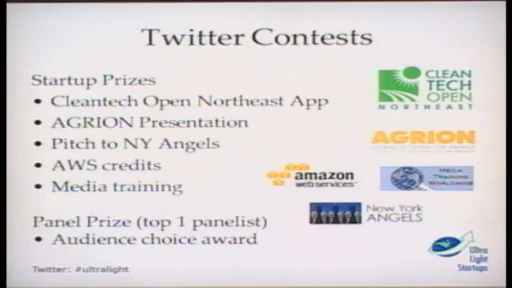 Twitter Contests
Startup Prizes
• Cleantech Open Northeast App
• AGRION Presentation
• Pitch to NY Angels
• AWS credits
• Media training
Panel Prize (top 1 panelist)
• Audience choice award
Twitter: #ultralight
CLEAN
TECH
OPEN
NORTHEAST
AGRION
amazon
webservices
MEDIA
TRAINING
WORLDWIDE
New York
ANGELS
Ultra
Light
Startups